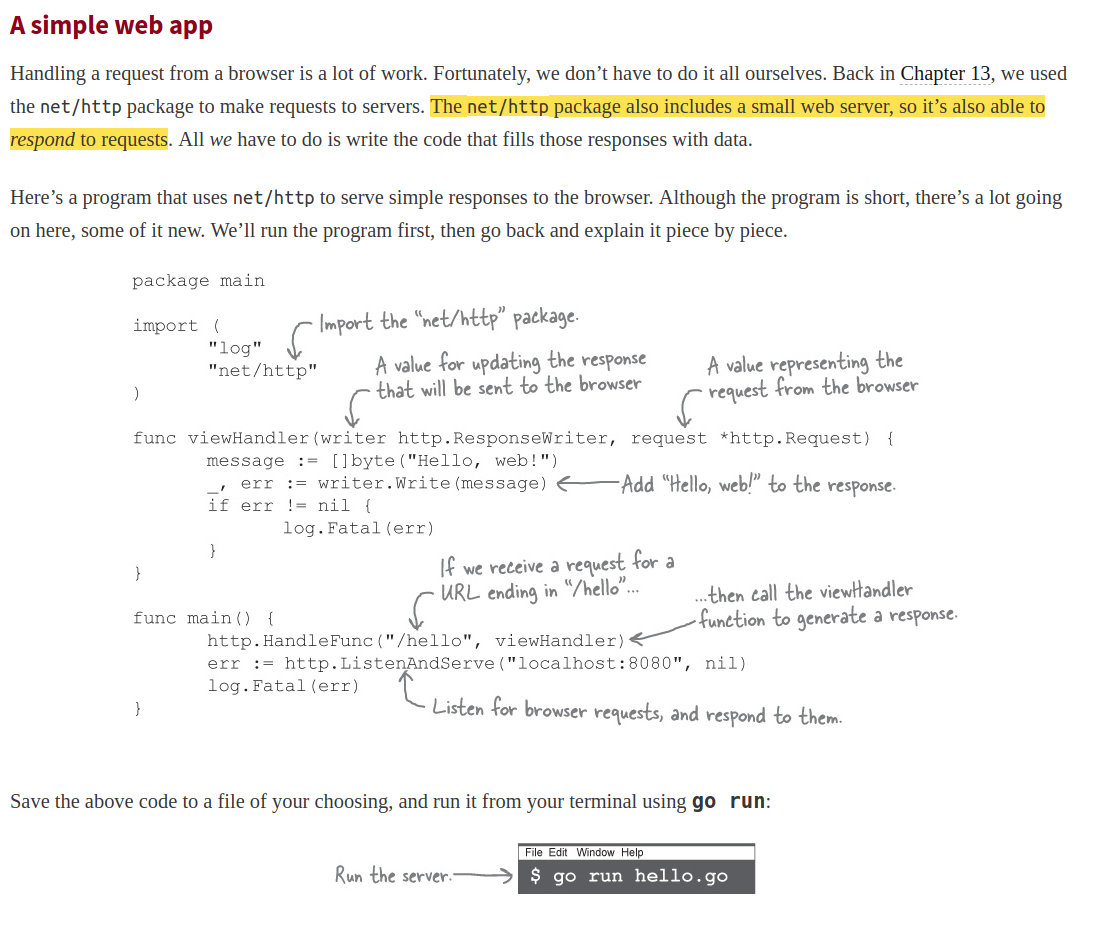 A simple web app
Handling a request from a browser is a lot of work. Fortunately, we don’t have to do it all ourselves. Back in Chapter 13, we used
the net/http package to make requests to servers. The net/http package also includes a small web server, so it’s also able to
respond to requests. All we have to do is write the code that fills those responses with data.
Here’s a program that uses net/http to serve simple responses to the browser. Although the program is short, there’s a lot going
on here, some of it new. We’ll run the program first, then go back and explain it piece by piece.
package main
import (
Import the “net/http” package.
"log"
"net/http"
)
A value for updating the response
that will be sent to the browser
A value representing the
request from the browser
func viewHandler(writer http.ResponseWriter, request *http.Request) {
message := []byte("Hello, web!")
_, err := writer.Write(message)
Add “Hello, web!” to the response.
if err != nil {
log.Fatal(err)
}
}
If we receive a request for a
URL ending in “/hello”...
...then call the viewHandler
function to generate a response.
func main() {
http.HandleFunc("/hello", viewHandler)
err := http.ListenAndServe("localhost:8080", nil)
log.Fatal(err)
}
Listen for browser requests, and respond to them.
Save the above code to a file of your choosing, and run it from your terminal using go run:
File Edit Window Help
Run the server.
$ go run hello.go